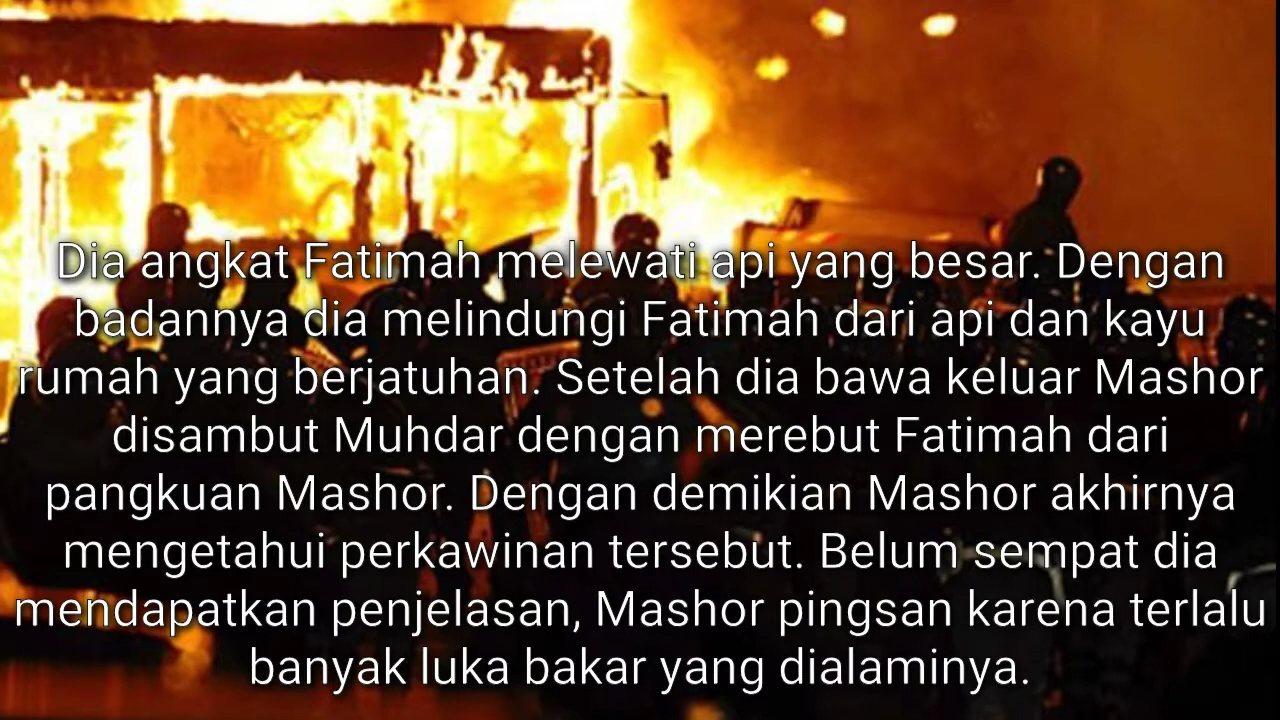 Dia angkat Fatimah melewati api yang besar. Dengan
badannya dia melindungi Fatimah dari api dan kayu
rumah yang berjatuhan. Setelah dia bawa keluar Mashor
disambut Muhdar dengan merebut Fatimah dari
pangkuan Mashor. Dengan demikian Mashor akhirnya
mengetahui perkawinan tersebut. Belum sempat dia
mendapatkan penjelasan, Mashor pingsan karena terlalu
banyak luka bakar yang dialaminya.